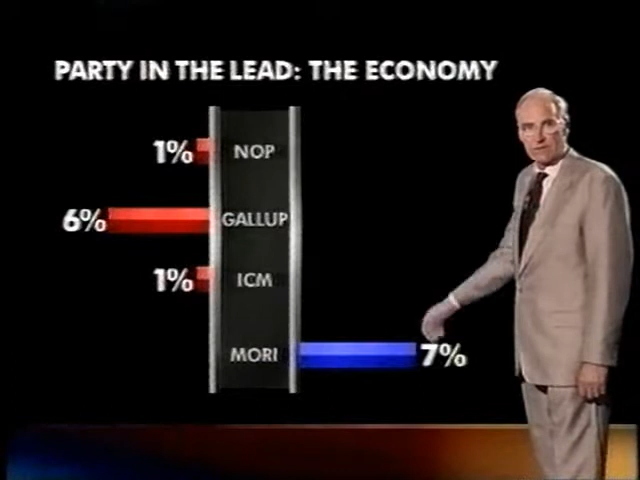 PARTY IN THE LEAD: THE ECONOMY
1% NOP
6% GALLUP
1% ICM
MORI 7%